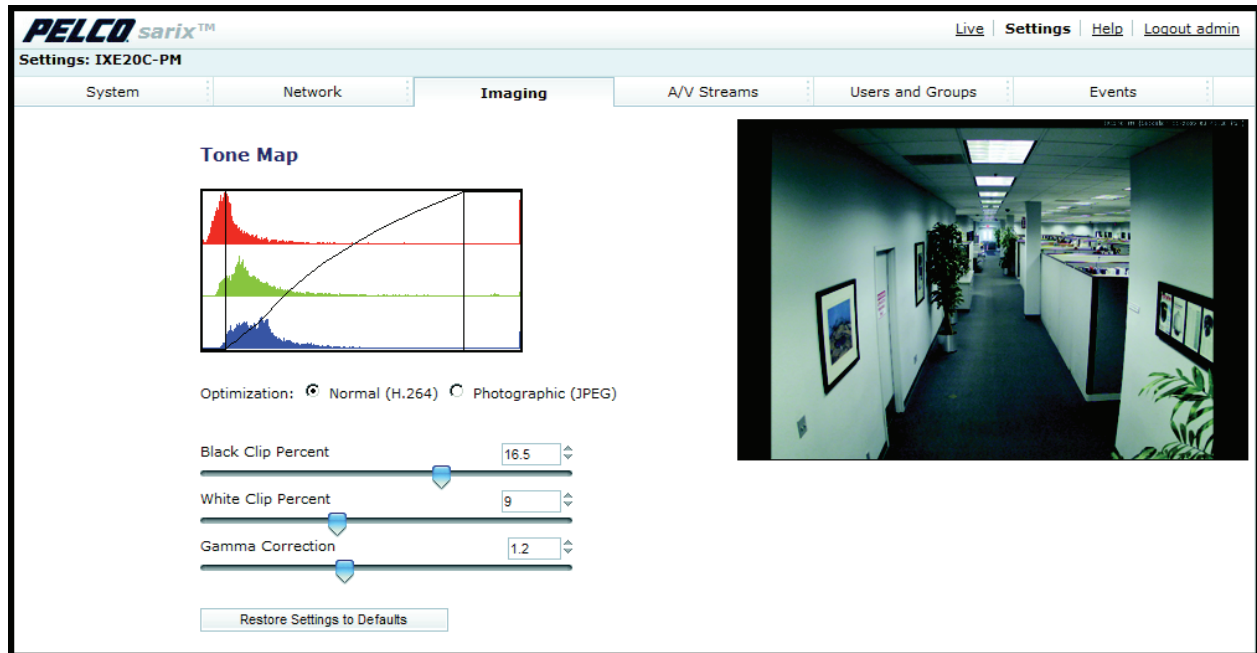 PELCO sarix™
Live | Settings | Help | Logout admin
Settings: IXE20C-PM
System
Network
Imaging
A/V Streams
Users and Groups
Events
Tone Map
Optimization: Normal (H.264) Photographic (JPEG)
Black Clip Percent 16.5
White Clip Percent 9
Gamma Correction 1.2
Restore Settings to Defaults